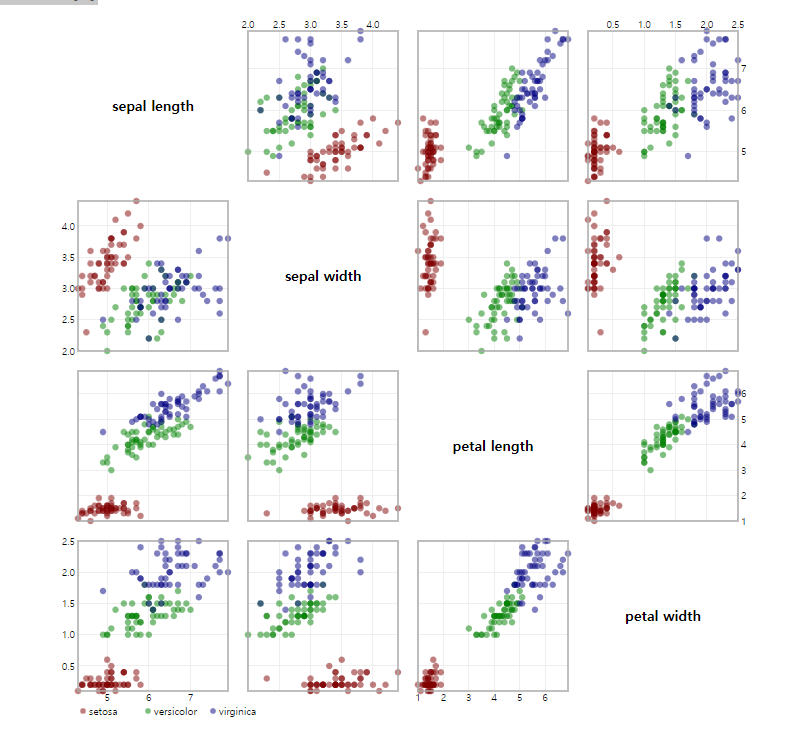 2.0 2.5 3.0 3.5 4.0 0.5 1.0 1.5 2.0 2.5
7
sepal length
6
5
4.0
3.5
sepal width
3.0
2.5
2.0
6
petal length
5
4
3
2
1
2.5
2.0
petal width
1.5
1.0
0.5
5 6 7 1 2 3 4 5 6
setosa versicolor virginica